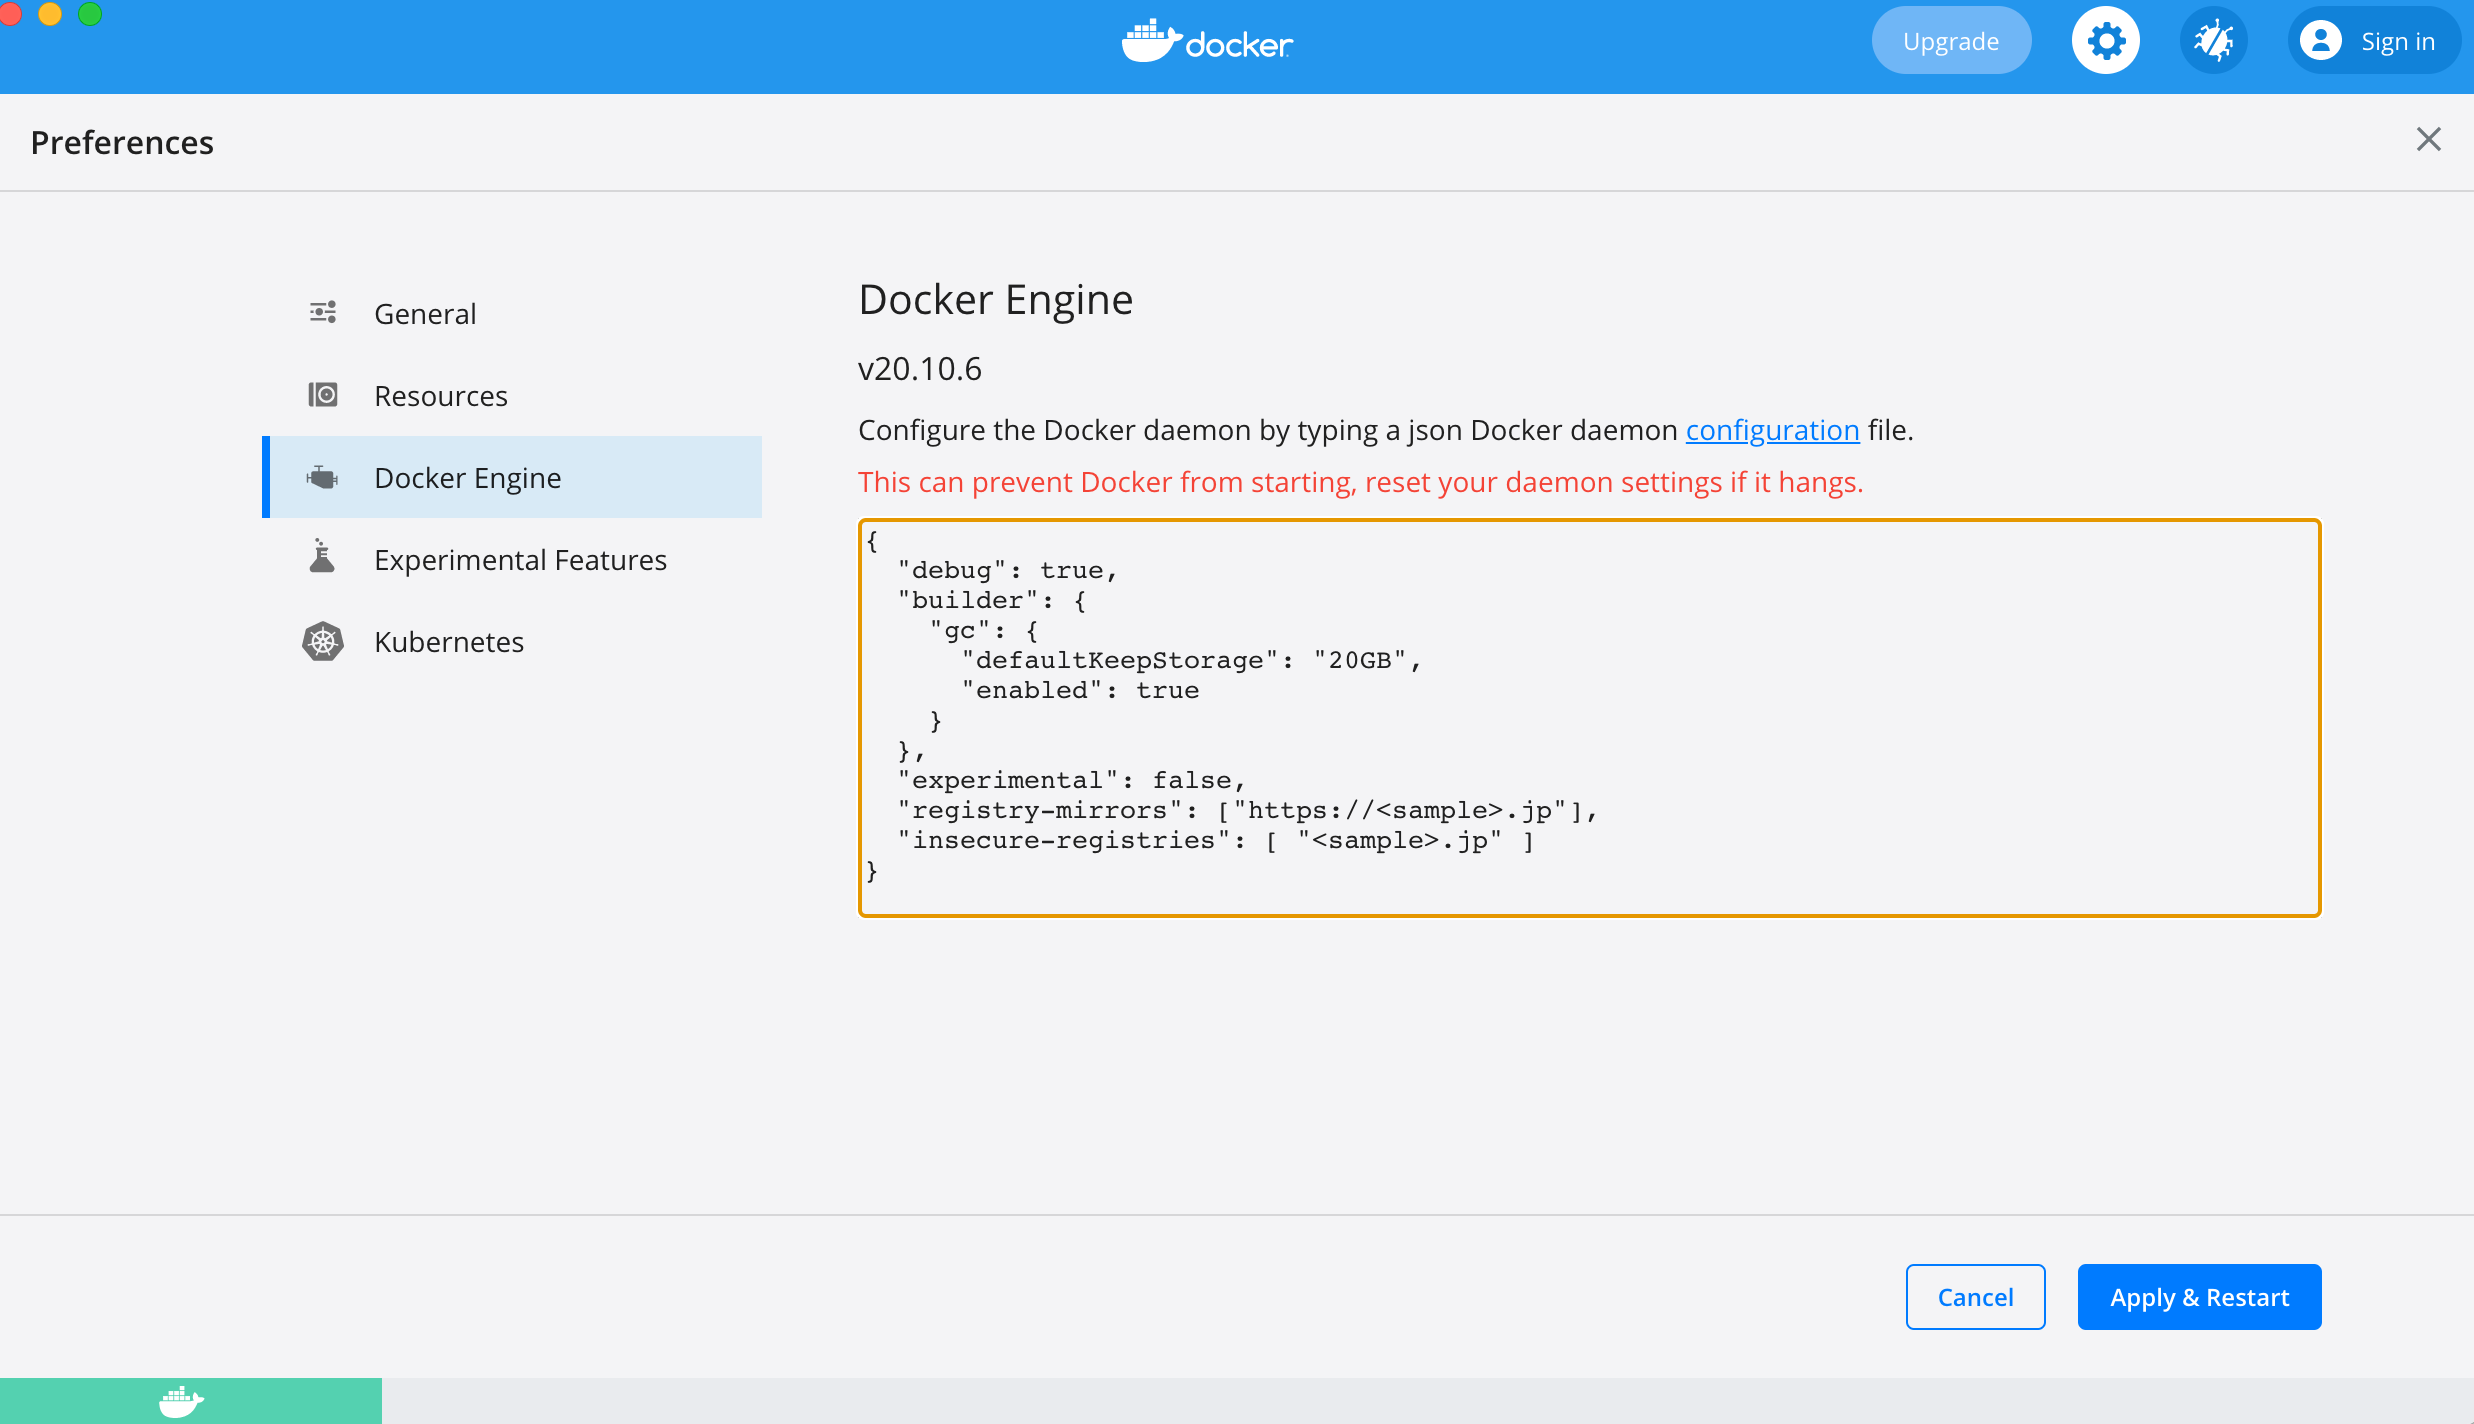 docker
Upgrade
Sign in
Preferences
General
Resources
Docker Engine
Experimental Features
Kubernetes
Docker Engine
v20.10.6
Configure the Docker daemon by typing a json Docker daemon configuration file.
This can prevent Docker from starting, reset your daemon settings if it hangs.
{
  "debug": true,
  "builder": {
    "gc": {
      "defaultKeepStorage": "20GB",
      "enabled": true
    }
  },
  "experimental": false,
  "registry-mirrors": ["https://<sample>.jp"],
  "insecure-registries": [ "<sample>.jp" ]
}
Cancel
Apply & Restart